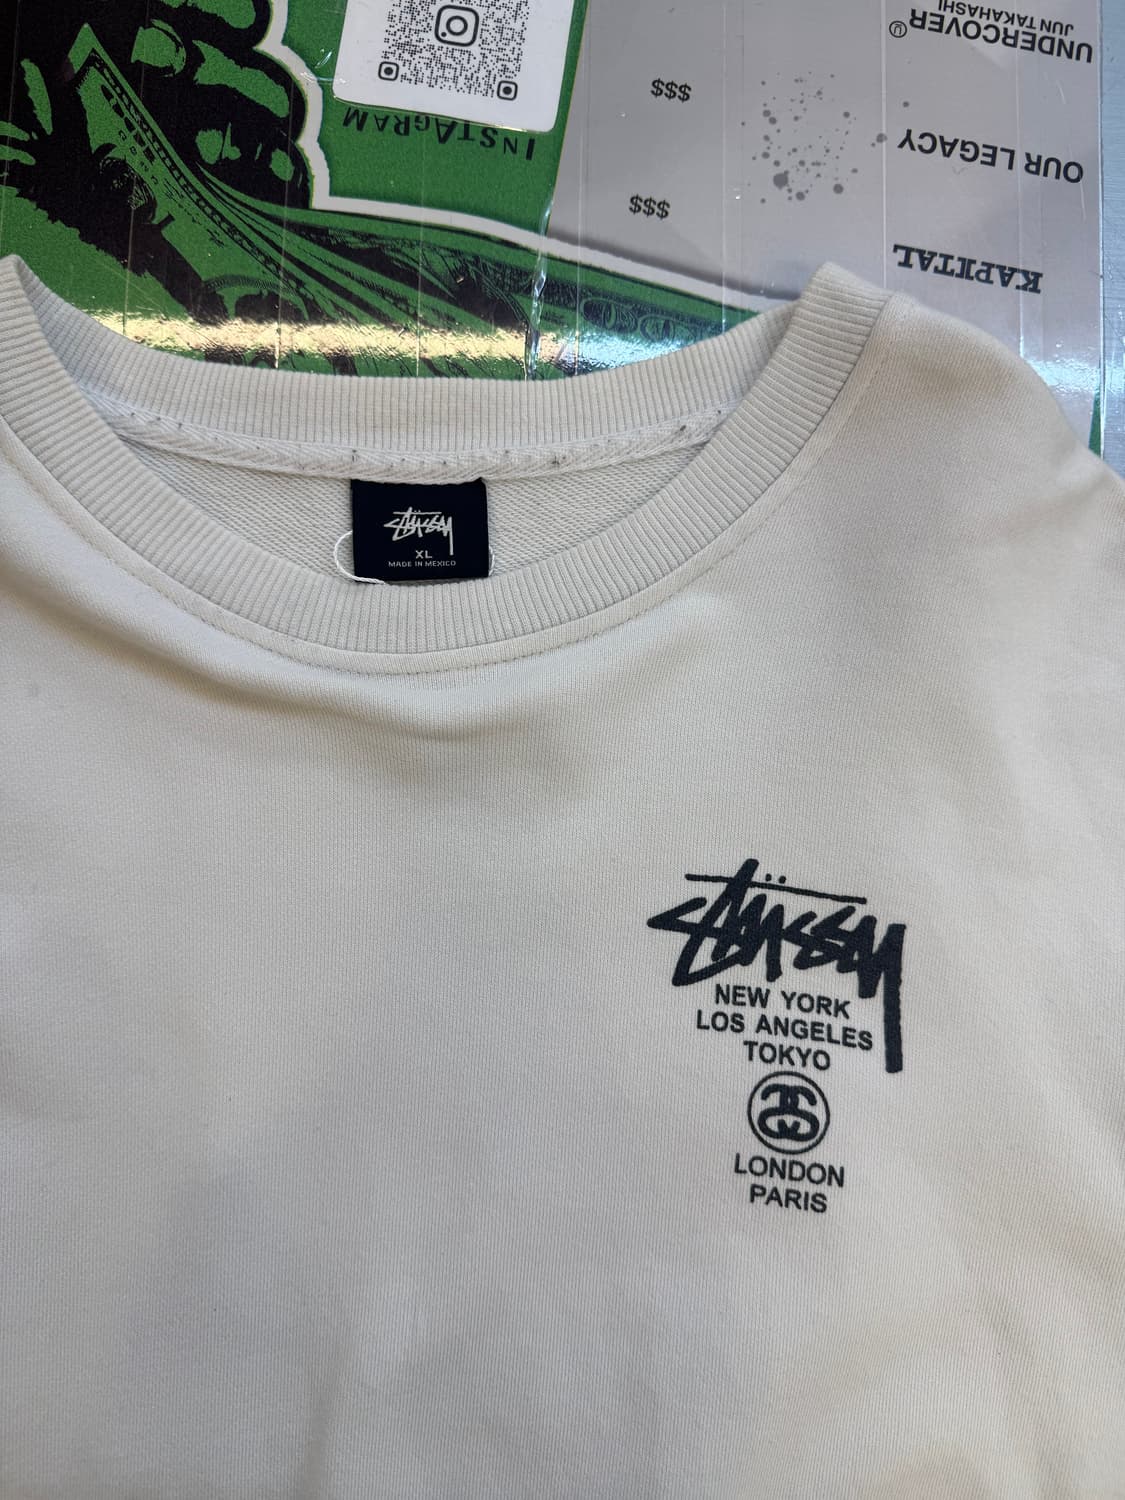 UNDERCOVER®
JUN TAKAHASHI
$$$
OUR LEGACY
INSTAGRAM
$$$
KAPITAL
STÜSSY
XL
MADE IN MEXICO
STÜSSY
NEW YORK
LOS ANGELES
TOKYO
LONDON
PARIS